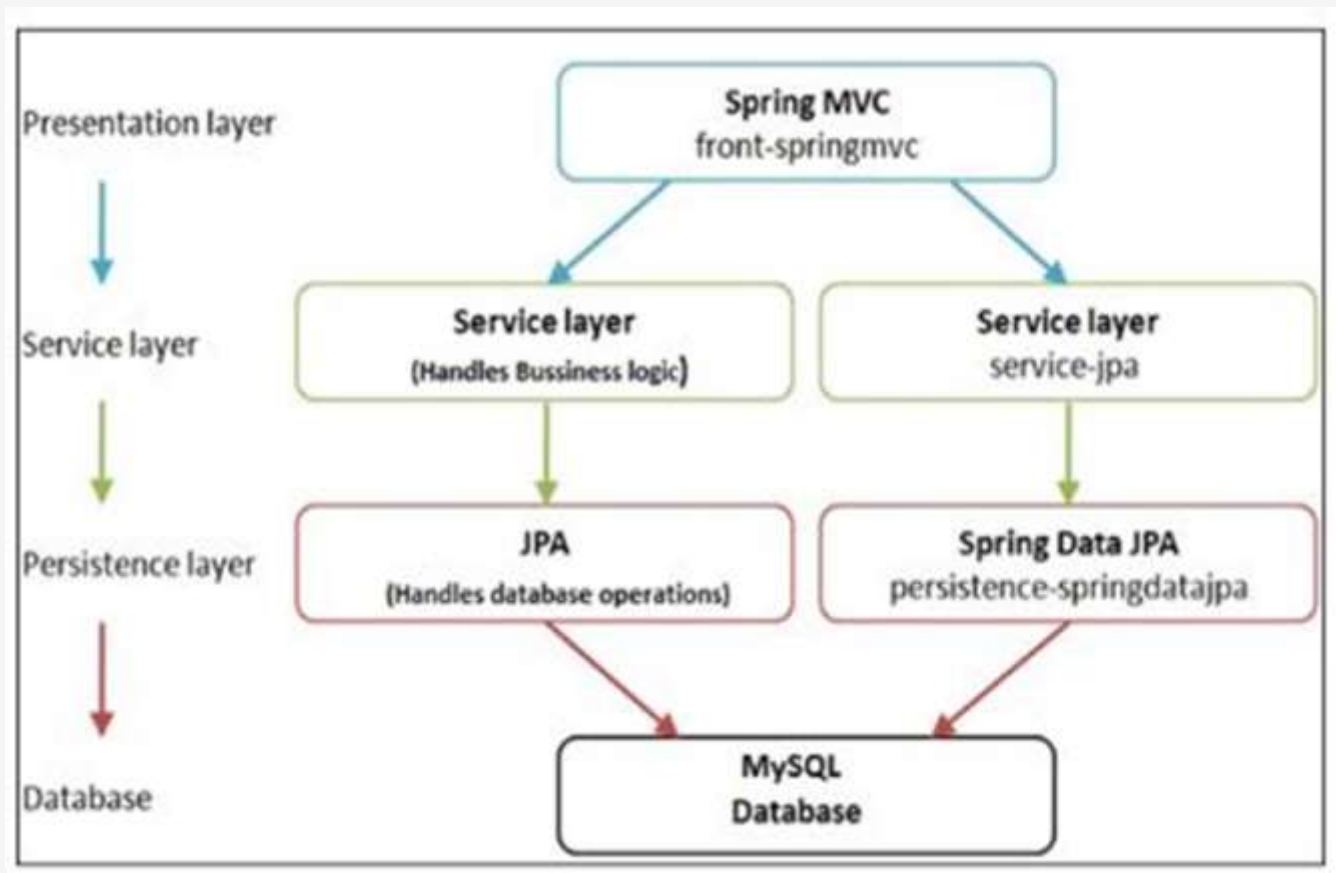 Presentation layer
Spring MVC
front-springmvc
Service layer
Service layer
(Handles Bussiness logic)
Service layer
service-jpa
Persistence layer
JPA
(Handles database operations)
Spring Data JPA
persistence-springdatajpa
Database
MySQL
Database